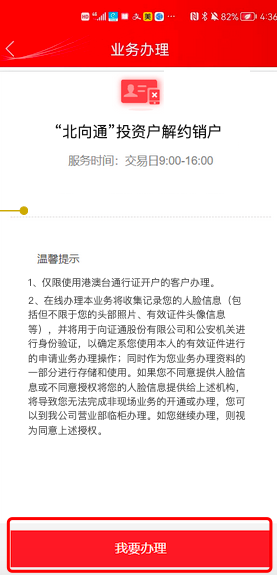 82% 4:36
业务办理
“北向通”投资户解约销户
服务时间：交易日9:00-16:00
温馨提示
1、仅限使用港澳台通行证开户的客户办理。
2、在线办理本业务将收集记录您的人脸信息（包
括但不限于您的头部照片、有效证件头像信息
等），并将用于向证通股份有限公司和公安机关进
行身份验证，以确定系您使用本人的有效证件进行
的申请业务办理操作；同时作为您业务办理资料的
一部分进行存储和使用。如果您不同意提供人脸信
息或不同意授权将您的人脸信息提供给上述机构，
将导致您无法完成非现场业务的开通或办理，您可
以到我公司营业部临柜办理。如您继续办理，则视
为同意上述授权。
我要办理